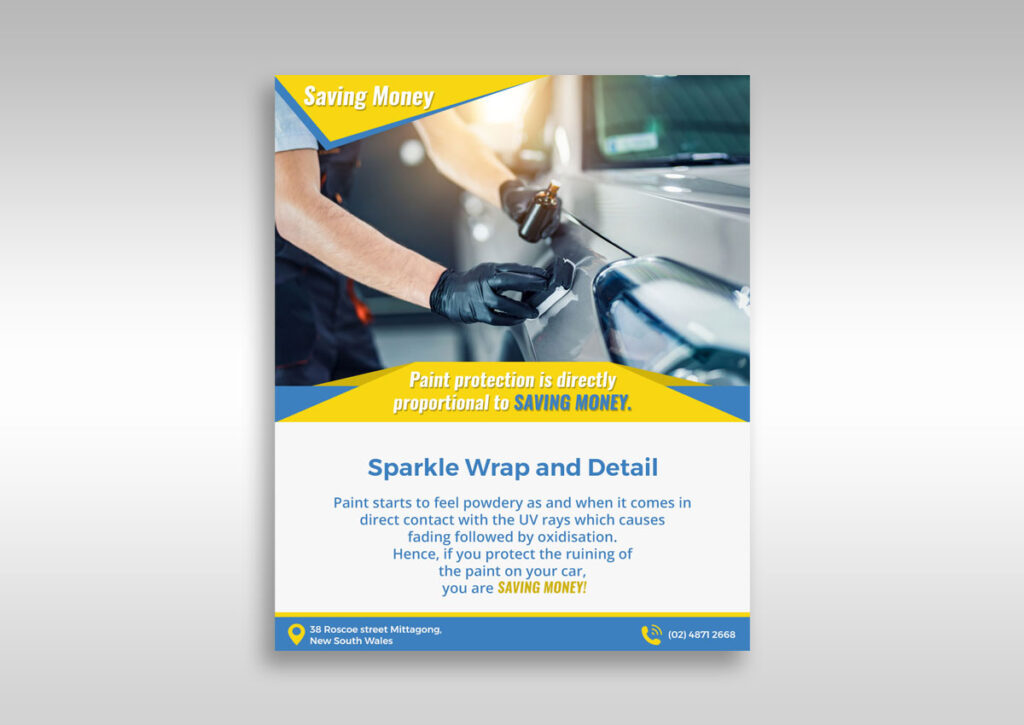 Saving Money
Paint protection is directly
proportional to SAVING MONEY.
Sparkle Wrap and Detail
Paint starts to feel powdery as and when it comes in
direct contact with the UV rays which causes
fading followed by oxidisation.
Hence, if you protect the ruining of
the paint on your car,
you are SAVING MONEY!
38 Roscoe street Mittagong,
New South Wales
(02) 4871 2668